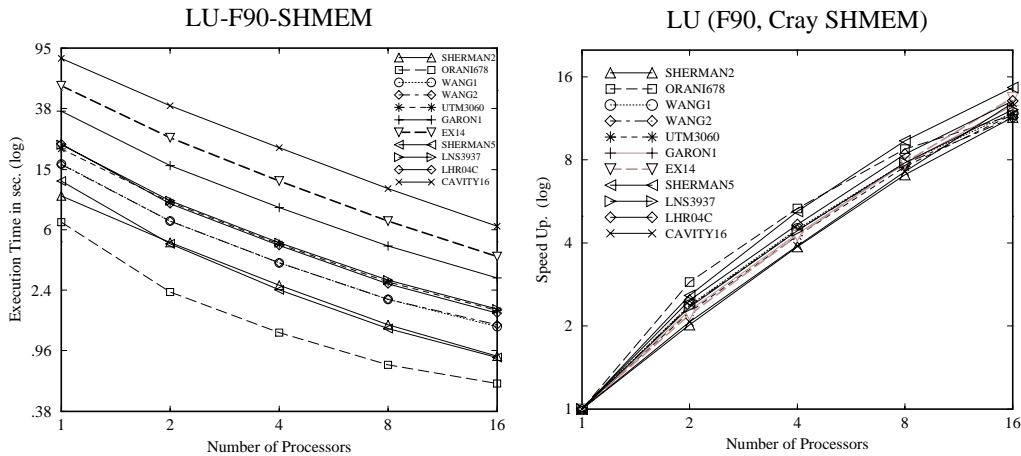 LU-F90-SHMEM
95
38
15
6
2.4
.96
.38
Execution Time in sec. (log)
1
2
4
8
16
Number of Processors
SHERMAN2
ORANI678
WANG1
WANG2
UTM3060
GARON1
EX14
SHERMAN5
LNS3937
LHR04C
CAVITY16
LU (F90, Cray SHMEM)
16
8
4
2
1
Speed Up. (log)
1
2
4
8
16
Number of Processors
SHERMAN2
ORANI678
WANG1
WANG2
UTM3060
GARON1
EX14
SHERMAN5
LNS3937
LHR04C
CAVITY16